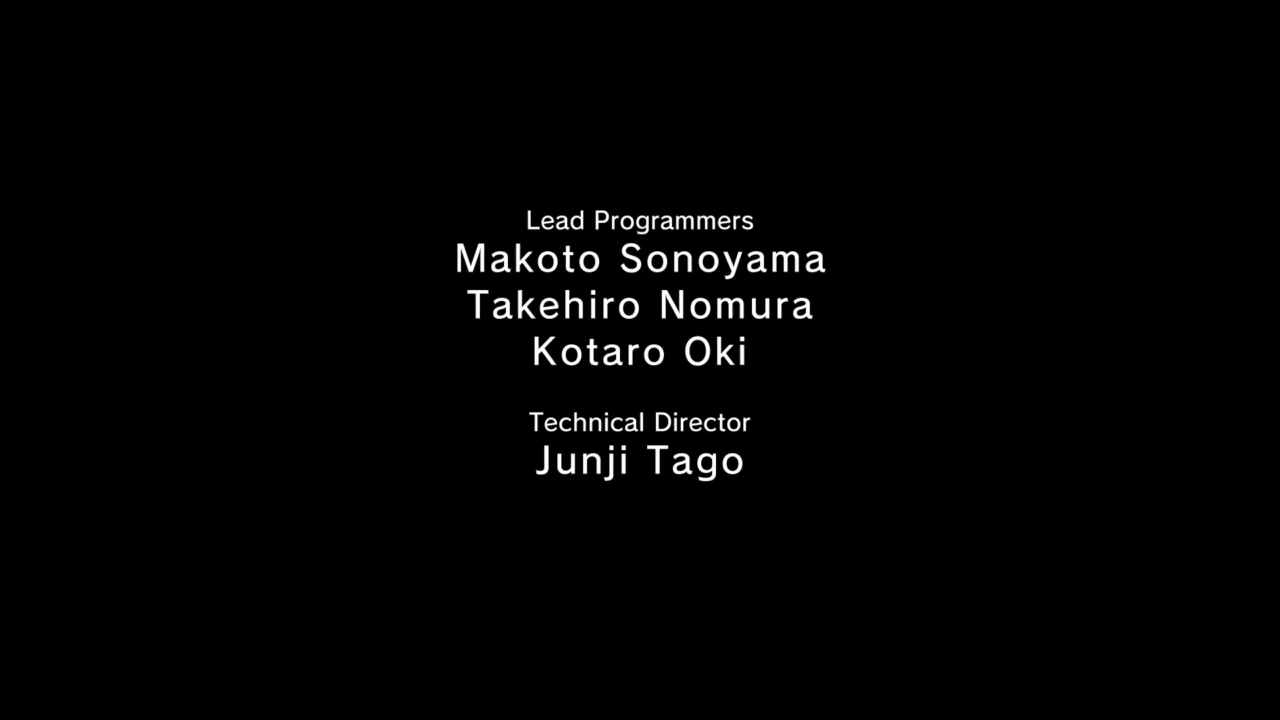 Lead Programmers
Makoto Sonoyama
Takehiro Nomura
Kotaro Oki
Technical Director
Junji Tago